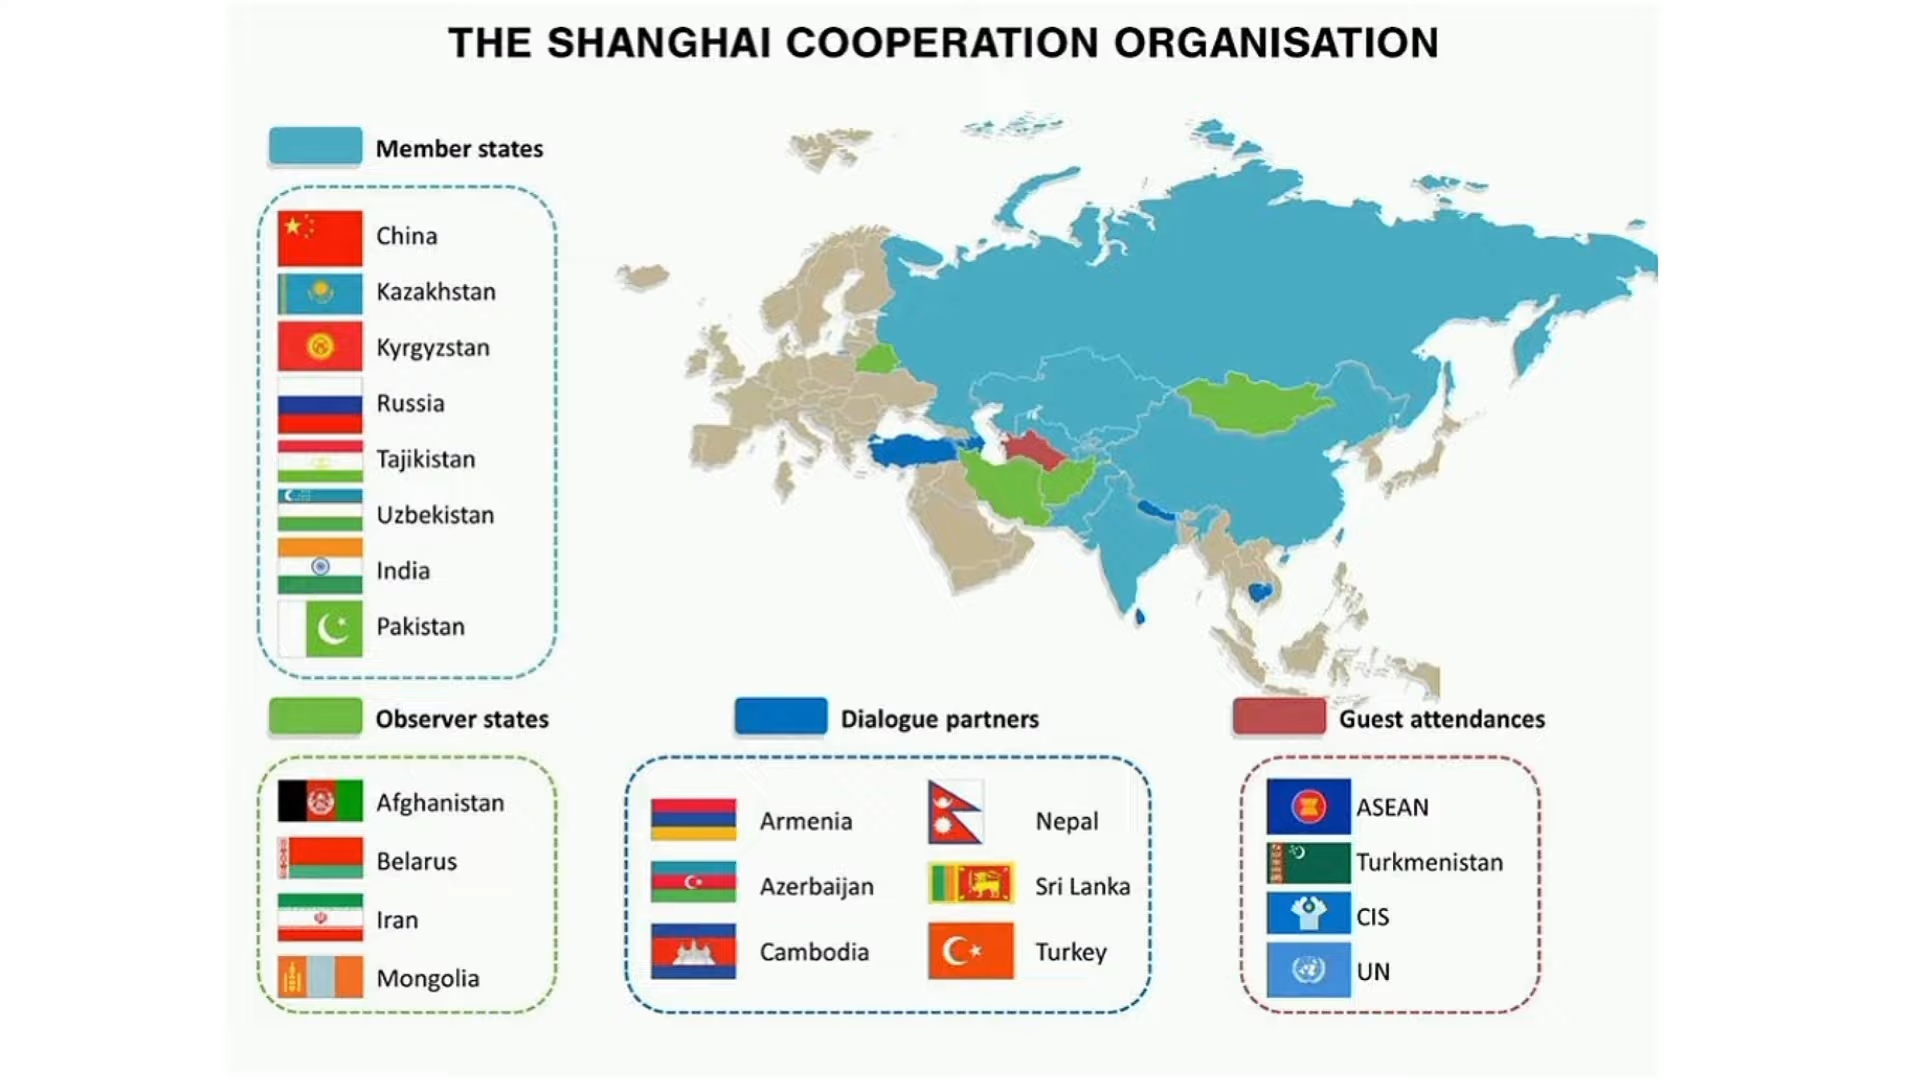 THE SHANGHAI COOPERATION ORGANISATION
Member states
China
Kazakhstan
Kyrgyzstan
Russia
Tajikistan
Uzbekistan
India
Pakistan
Observer states
Afghanistan
Belarus
Iran
Mongolia
Dialogue partners
Armenia
Azerbaijan
Cambodia
Nepal
Sri Lanka
Turkey
Guest attendances
ASEAN
Turkmenistan
CIS
UN